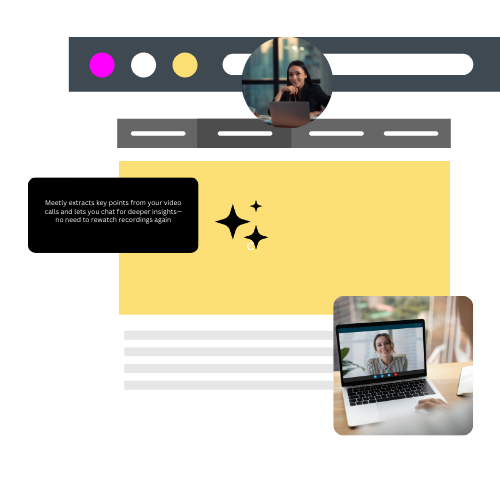 Meetly extracts key points from your video
calls and lets you chat for deeper insights—
no need to rewatch recordings again